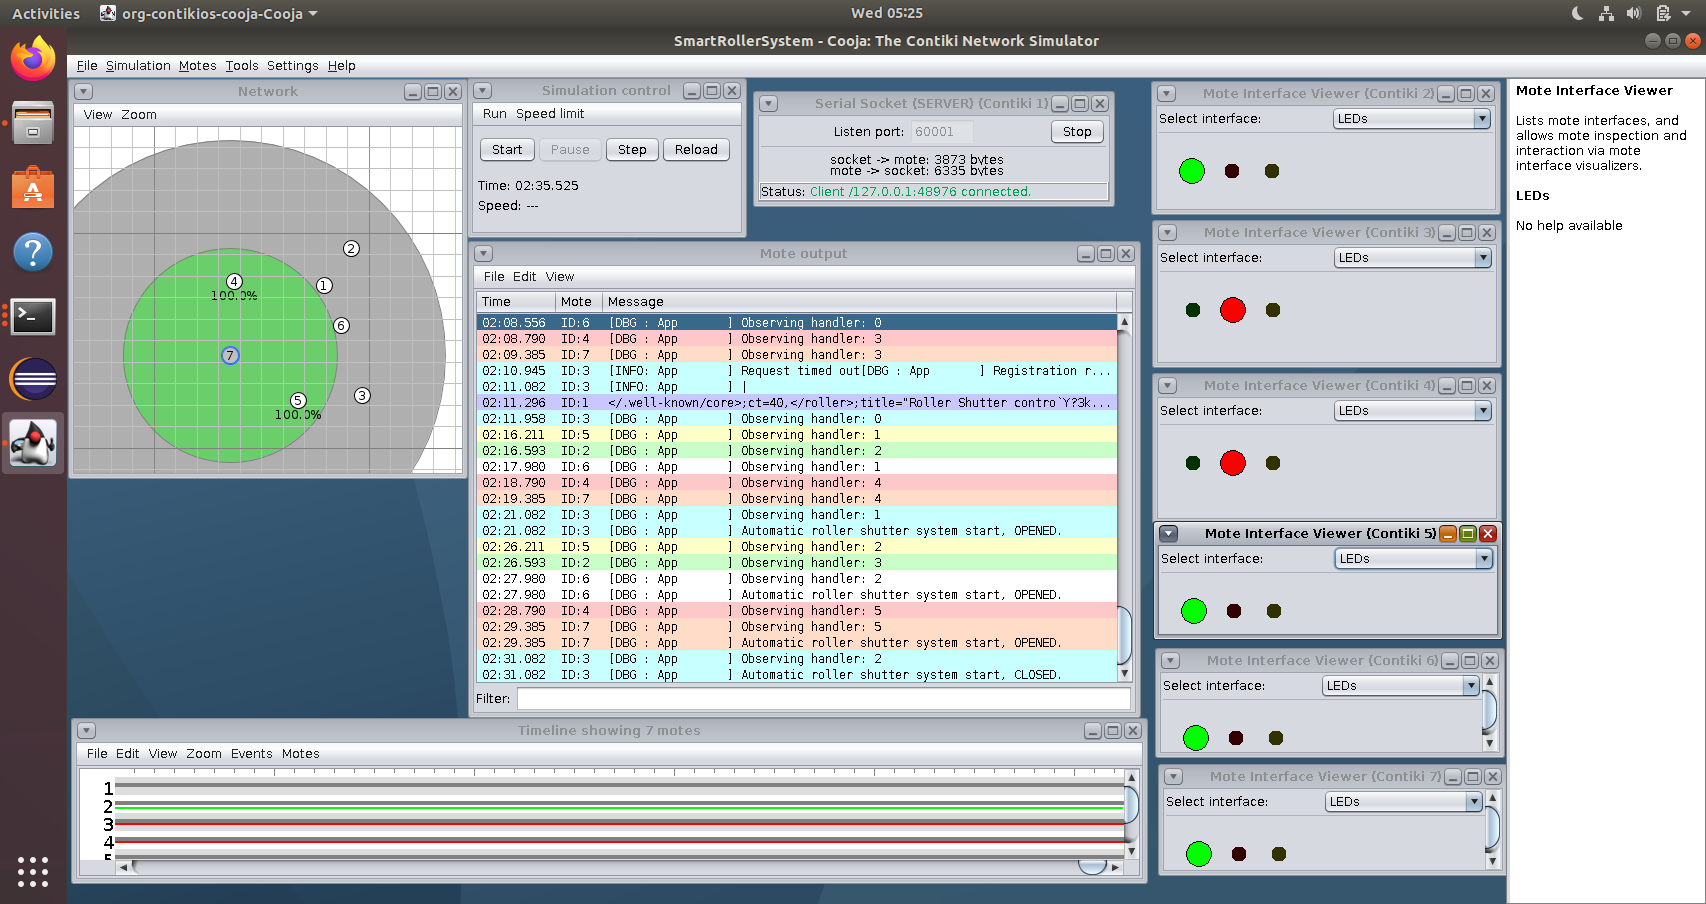 Activities org-contikios-cooja-Cooja Wed 05:25
SmartRollerSystem - Cooja: The Contiki Network Simulator
File Simulation Motes Tools Settings Help
Network
View Zoom
2
4
100.0%
1
6
7
5
100.0%
3
Simulation control
Run Speed limit
Start Pause Step Reload
Time: 02:35.525
Speed: ---
Serial Socket (SERVER) (Contiki 1)
Listen port: 60001 Stop
socket -> mote: 3873 bytes
mote -> socket: 6335 bytes
Status: Client /127.0.0.1:48976 connected.
Mote output
File Edit View
Time Mote Message
02:08.556 ID:6 [DBG : App ] Observing handler: 0
02:08.790 ID:4 [DBG : App ] Observing handler: 3
02:09.385 ID:7 [DBG : App ] Observing handler: 3
02:10.945 ID:3 [INFO: App ] Request timed out[DBG : App ] Registration r...
02:11.082 ID:3 [INFO: App ] |
02:11.296 ID:1 </.well-known/core>;ct=40,</roller>;title="Roller Shutter contro`Y?3k...
02:11.958 ID:3 [DBG : App ] Observing handler: 0
02:16.211 ID:5 [DBG : App ] Observing handler: 1
02:16.593 ID:2 [DBG : App ] Observing handler: 2
02:17.980 ID:6 [DBG : App ] Observing handler: 1
02:18.790 ID:4 [DBG : App ] Observing handler: 4
02:19.385 ID:7 [DBG : App ] Observing handler: 4
02:21.082 ID:3 [DBG : App ] Observing handler: 1
02:21.082 ID:3 [DBG : App ] Automatic roller shutter system start, OPENED.
02:26.211 ID:5 [DBG : App ] Observing handler: 2
02:26.593 ID:2 [DBG : App ] Observing handler: 3
02:27.980 ID:6 [DBG : App ] Observing handler: 2
02:27.980 ID:6 [DBG : App ] Automatic roller shutter system start, OPENED.
02:28.790 ID:4 [DBG : App ] Observing handler: 5
02:29.385 ID:7 [DBG : App ] Observing handler: 5
02:29.385 ID:7 [DBG : App ] Automatic roller shutter system start, OPENED.
02:31.082 ID:3 [DBG : App ] Observing handler: 2
02:31.082 ID:3 [DBG : App ] Automatic roller shutter system start, CLOSED.
Filter:
Timeline showing 7 motes
File Edit View Zoom Events Motes
1
2
3
4
5
Mote Interface Viewer (Contiki 2)
Select interface: LEDs
Mote Interface Viewer (Contiki 3)
Select interface: LEDs
Mote Interface Viewer (Contiki 4)
Select interface: LEDs
Mote Interface Viewer (Contiki 5)
Select interface: LEDs
Mote Interface Viewer (Contiki 6)
Select interface: LEDs
Mote Interface Viewer (Contiki 7)
Select interface: LEDs
Mote Interface Viewer
Lists mote interfaces, and
allows mote inspection and
interaction via mote
interface visualizers.
LEDs
No help available